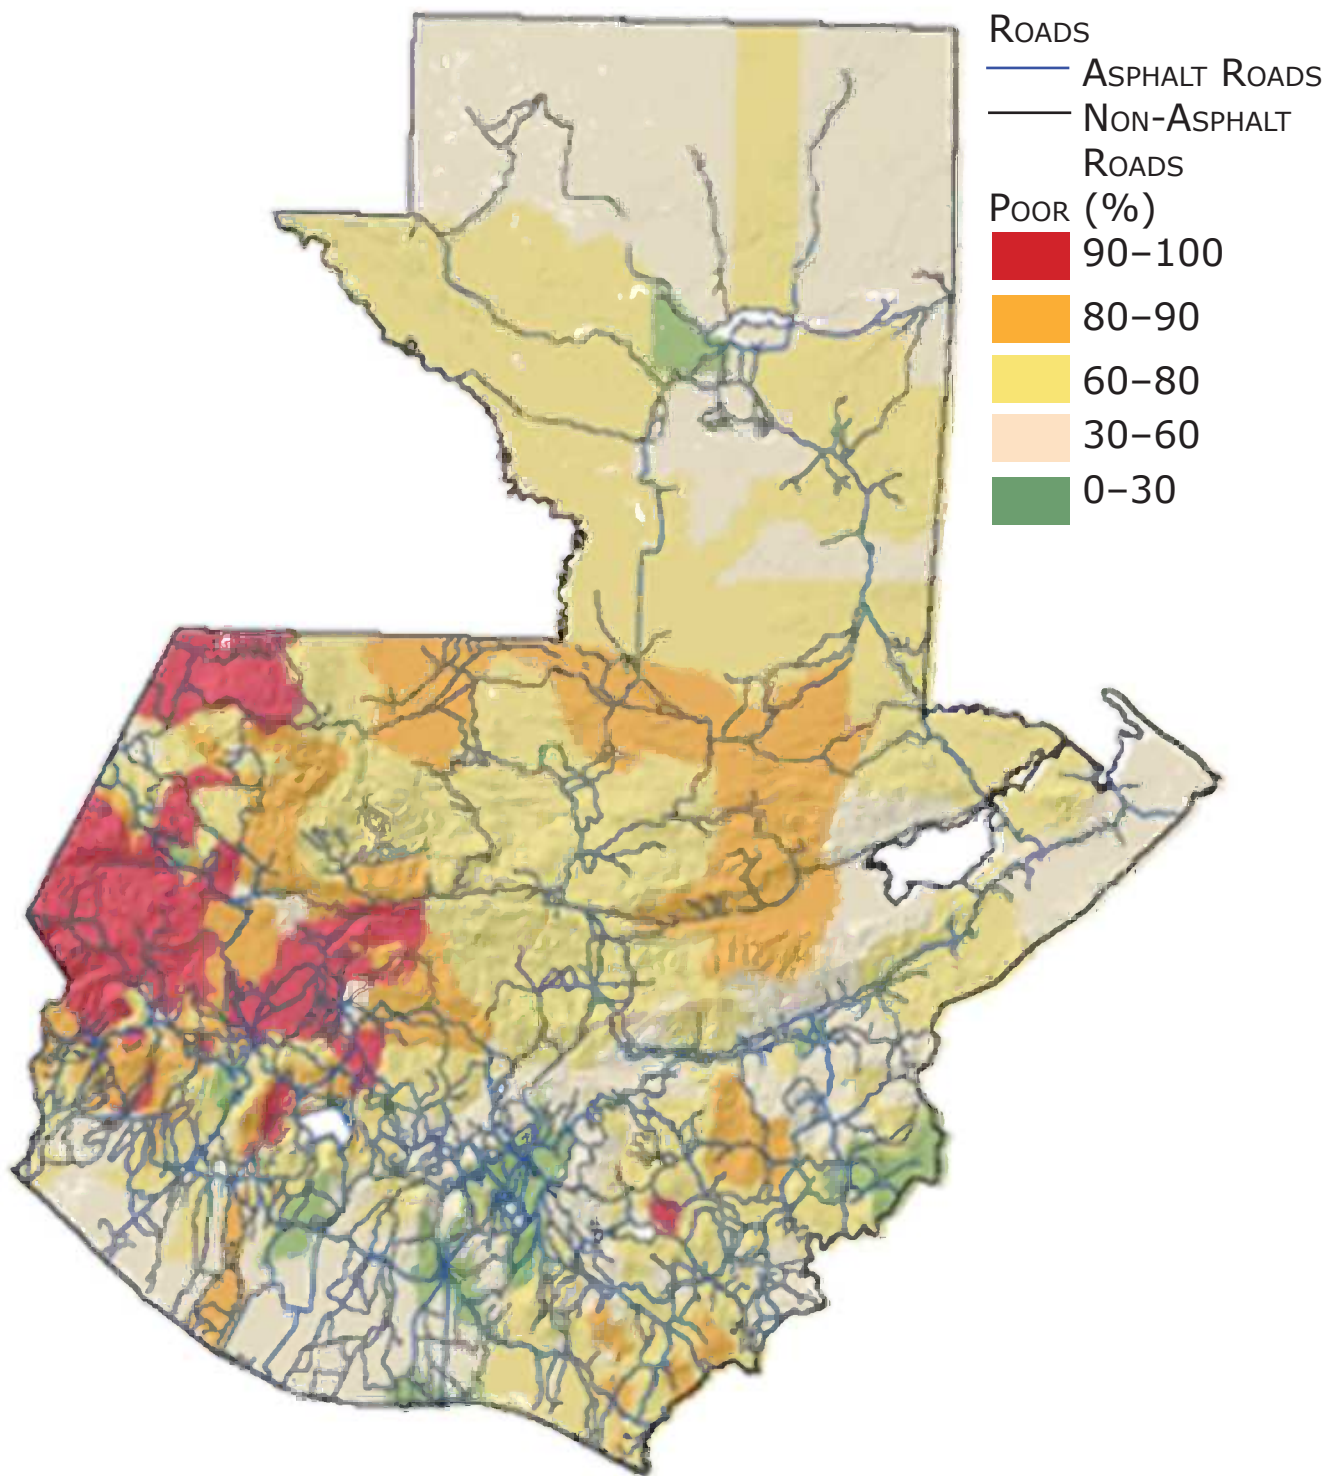 ROADS
ASPHALT ROADS
NON-ASPHALT
ROADS
POOR (%)
90–100
80–90
60–80
30–60
0–30